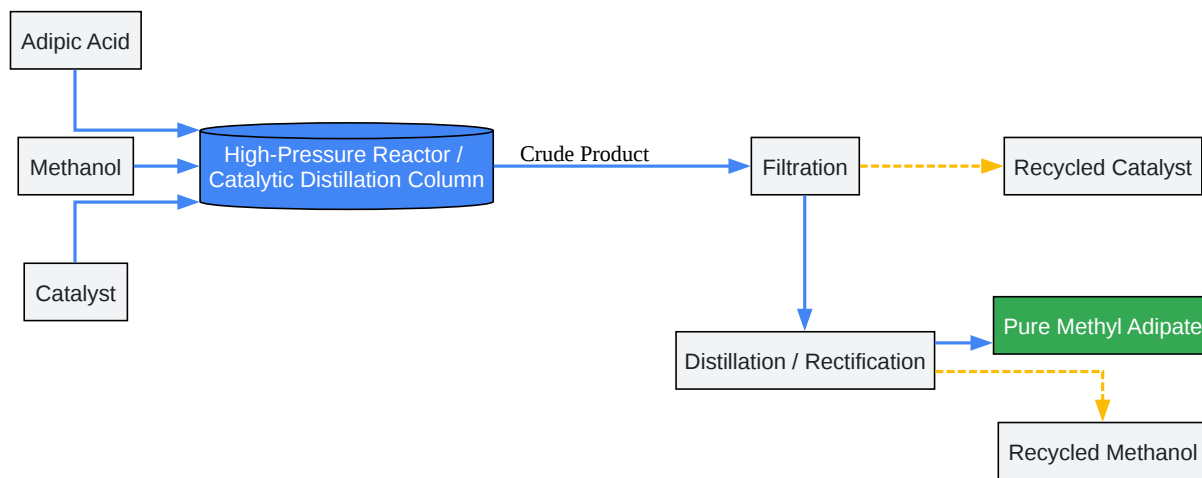 Adipic Acid
Methanol
Catalyst
High-Pressure Reactor /
Catalytic Distillation Column
Crude Product
Filtration
Recycled Catalyst
Distillation / Rectification
Pure Methyl Adipate
Recycled Methanol